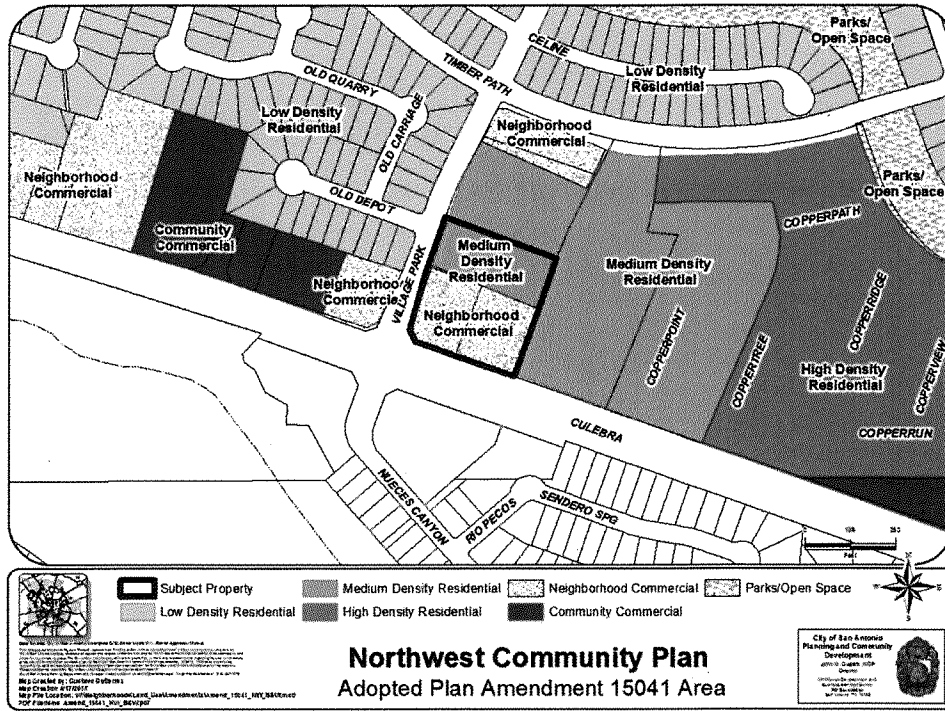 Parks/
Open Space
CELINE
TIMBER PATH
Low Density
Residential
OLD QUARRY
OLD CARRIAGE
Low Density
Residential
Neighborhood
Commercial
Parks/
Open Space
Neighborhood
Commercial
OLD DEPOT
COPPERPATH
Community
Commercial
VILLAGE PARK
Medium
Density
Residential
Medium Density
Residential
Neighborhood
Commercial
Neighborhood
Commercial
COPPERPOINT
COPPERTREE
COPPERRIDGE
COPPERVIEW
High Density
Residential
COPPERRUN
CULEBRA
NUECES CANYON
RIO PECOS
SENDERO SPG
Subject Property
Medium Density Residential
Neighborhood Commercial
Parks/Open Space
Low Density Residential
High Density Residential
Community Commercial
Northwest Community Plan
Adopted Plan Amendment 15041 Area
City of San Antonio
Planning and Community
Development